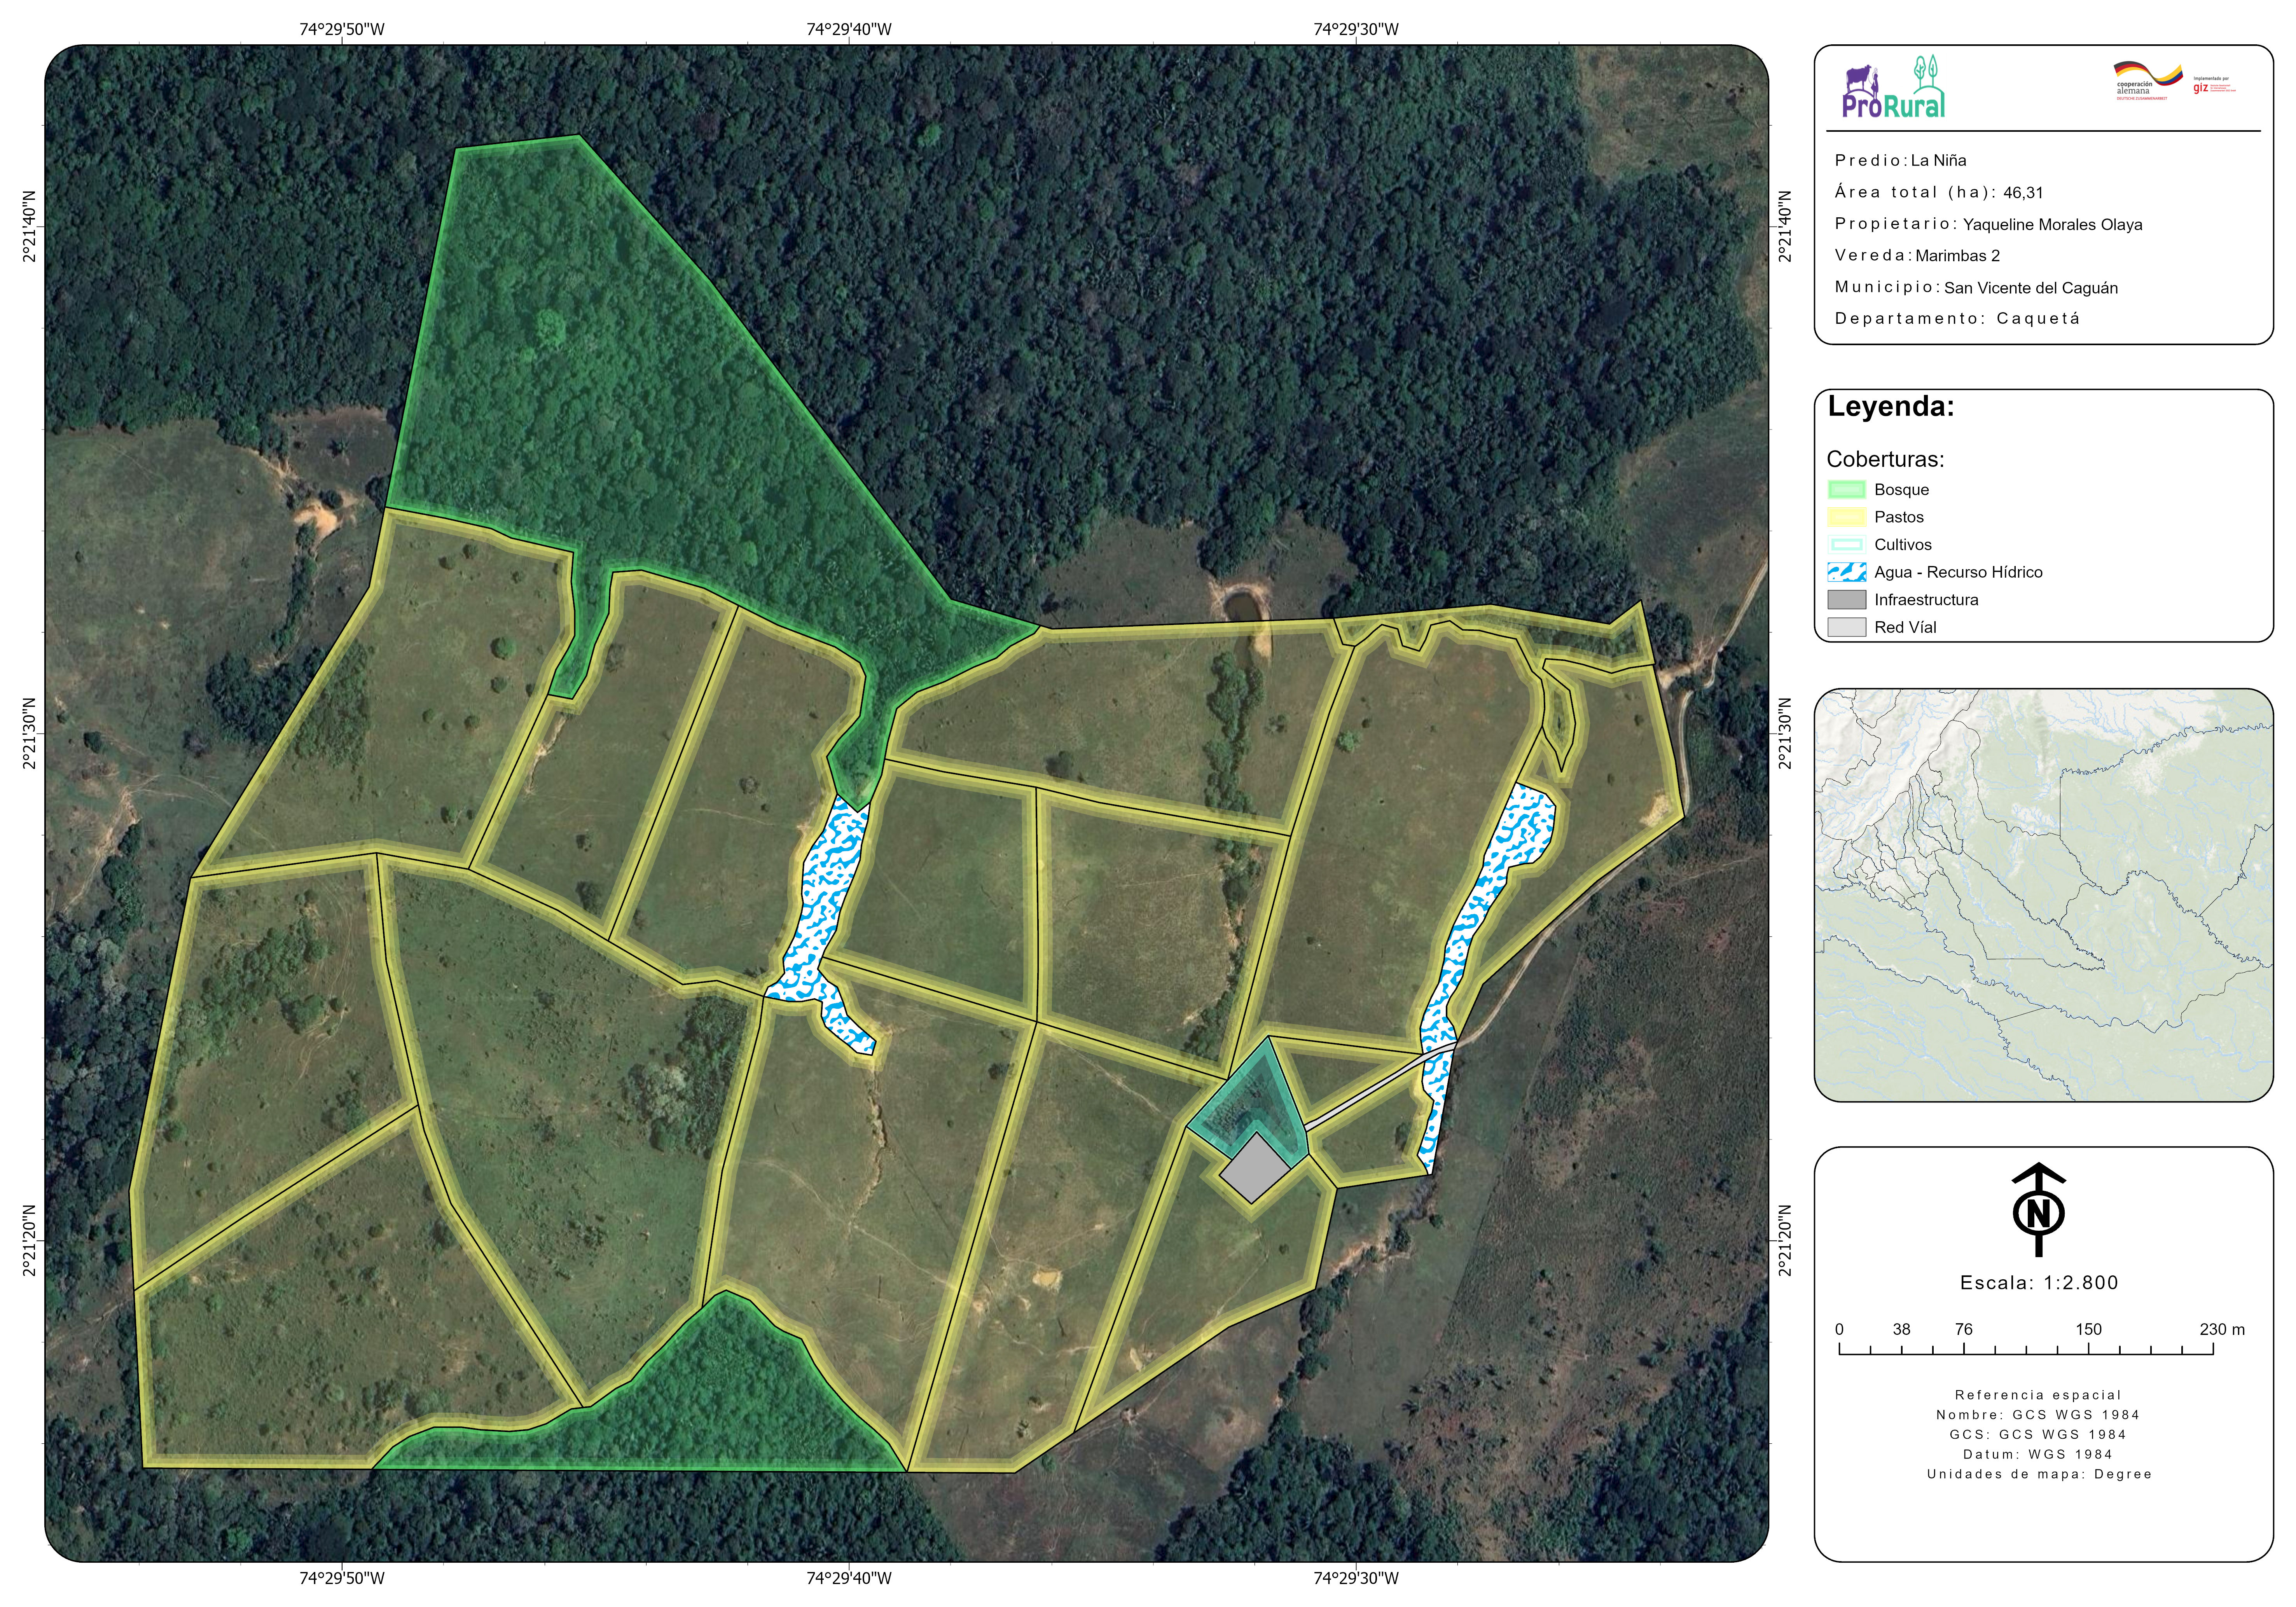 74°29'50"W
74°29'40"W
74°29'30"W
2°21'40"N
2°21'30"N
2°21'20"N
2°21'40"N
2°21'30"N
2°21'20"N
74°29'50"W
74°29'40"W
74°29'30"W
ProRural
cooperación
alemana
DEUTSCHE ZUSAMMENARBEIT
Implementada por
giz
Predio: La Niña
Área total (ha): 46,31
Propietario: Yaqueline Morales Olaya
Vereda: Marimbas 2
Municipio: San Vicente del Caguán
Departamento: Caquetá
Leyenda:
Coberturas:
Bosque
Pastos
Cultivos
Agua - Recurso Hídrico
Infraestructura
Red Víal
N
Escala: 1:2.800
0 38 76 150 230 m
Referencia espacial
Nombre: GCS WGS 1984
GCS: GCS WGS 1984
Datum: WGS 1984
Unidades de mapa: Degree